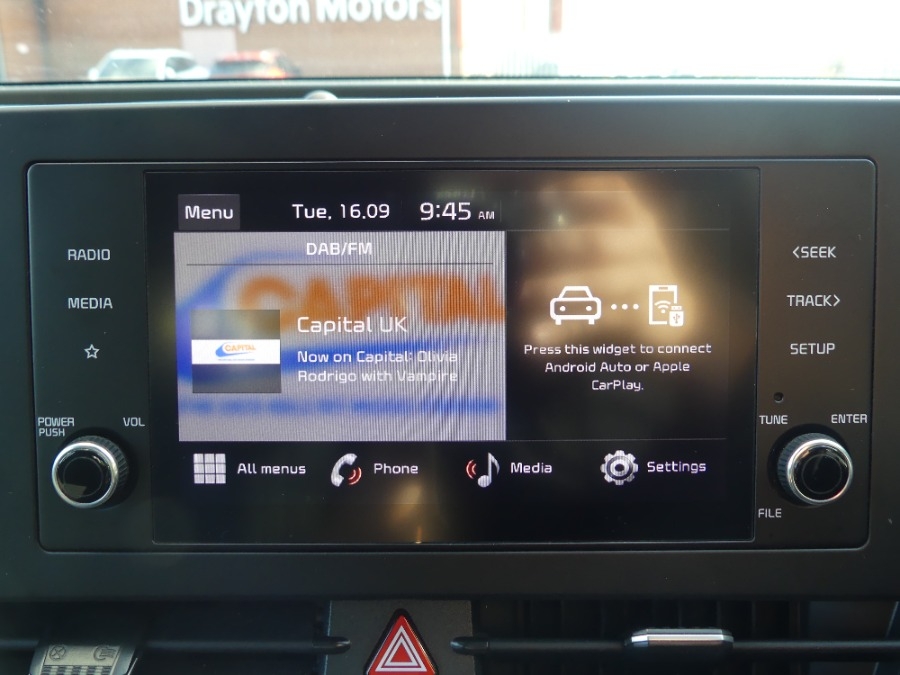 Drayton Motors
Menu
Tue, 16.09
9:45 AM
DAB/FM
CAPITAL
Capital UK
CAPITAL
Now on Capital: Olivia
Rodrigo with Vampire
Press this widget to connect
Android Auto or Apple
CarPlay.
All menus
Phone
Media
Settings
RADIO
MEDIA
POWER
PUSH
VOL
<SEEK
TRACK>
SETUP
TUNE
ENTER
FILE